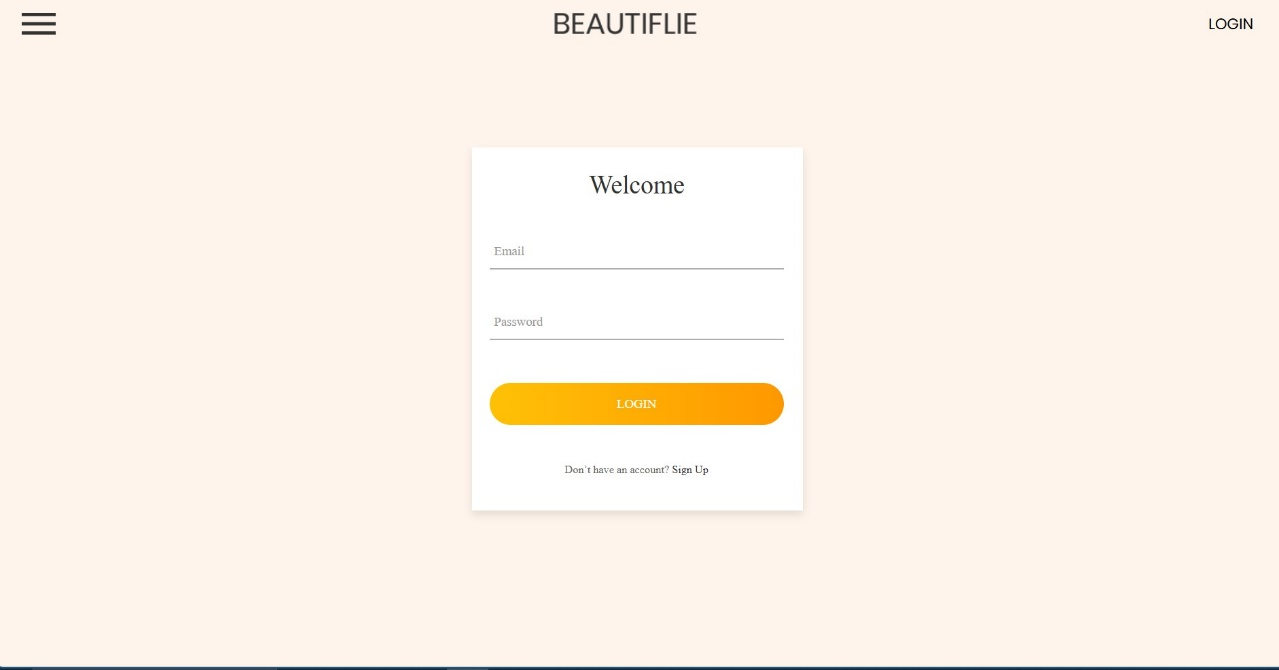 BEAUTIFLIE
LOGIN
Welcome
Email
Password
LOGIN
Don't have an account? Sign Up